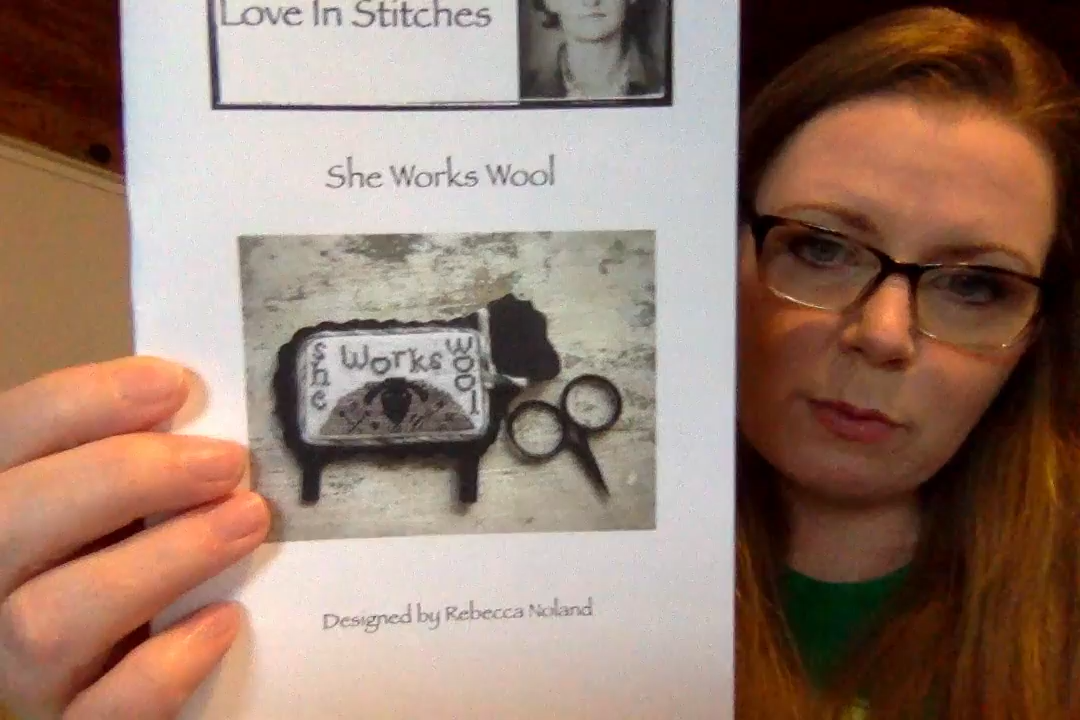 Love In Stitches
She Works Wool
she works wool
Designed by Rebecca Noland